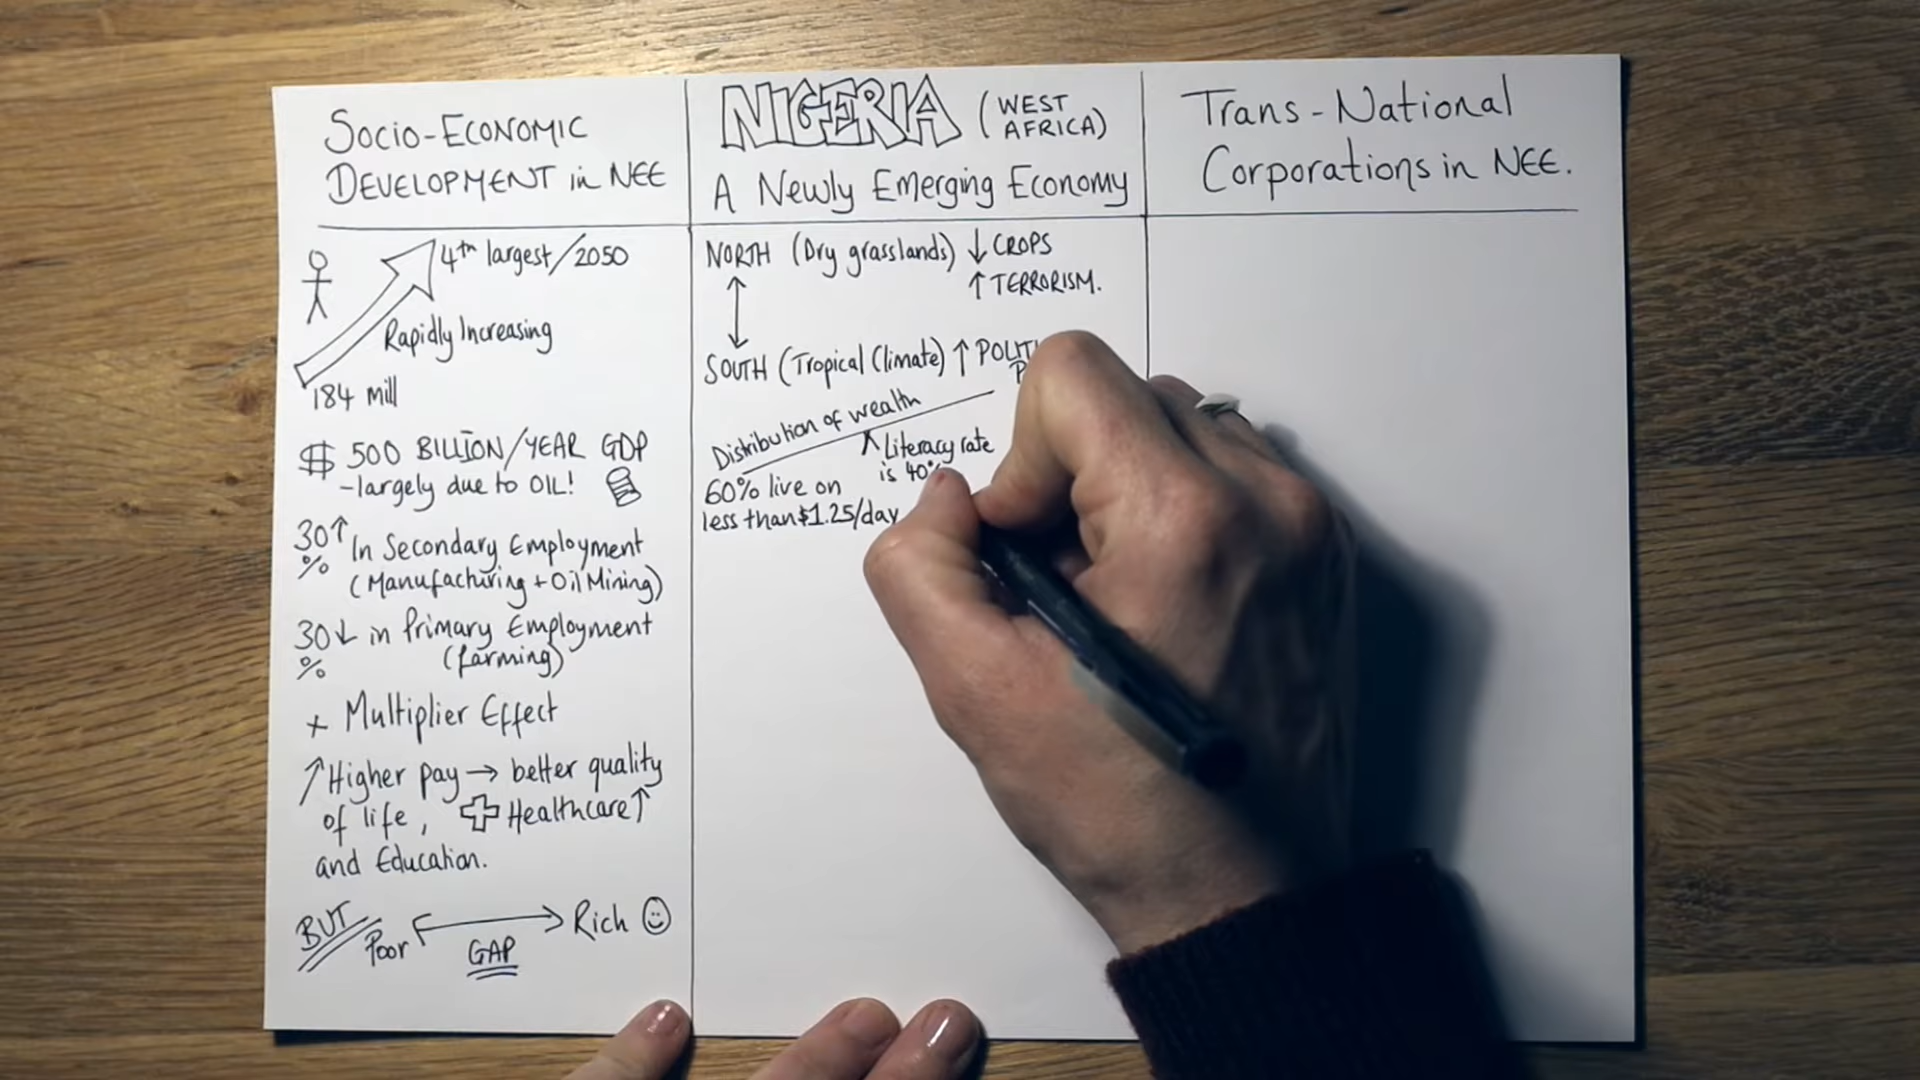 Socio-Economic
Development in NEE
4th largest/2050
Rapidly Increasing
184 mill
$ 500 BILLION/YEAR GDP
-largely due to OIL!
30↑ In Secondary Employment
%
(Manufacturing + Oil Mining)
30↓ in Primary Employment
%
(farming)
+ Multiplier Effect
↑ Higher pay → better quality
of life, Healthcare↑
and Education.
BUT
Poor Rich
GAP
NIGERIA (WEST
AFRICA)
A Newly Emerging Economy
NORTH (Dry grasslands) ↓ CROPS
↑ TERRORISM.
SOUTH (Tropical Climate) ↑
Distribution of wealth
Literacy rate
is 40%
60% live on
less than $1.25/day
Trans-National
Corporations in NEE.